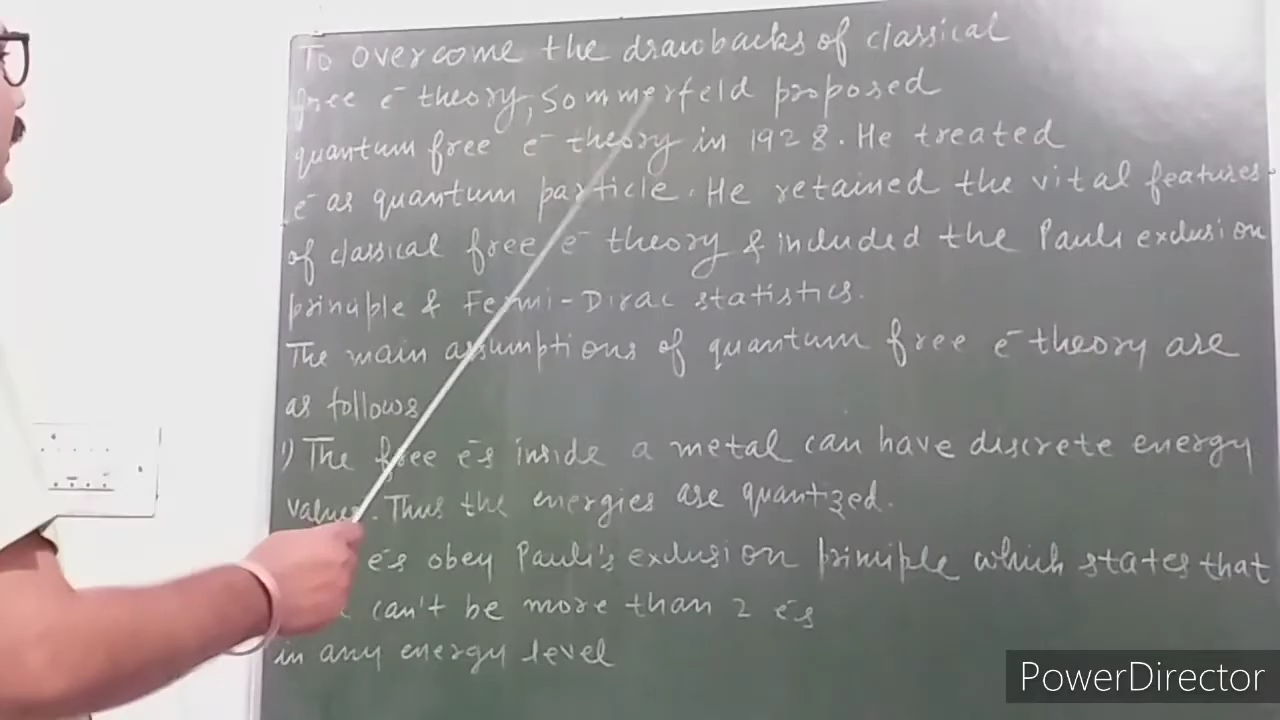 To overcome the drawbacks of classical
free e⁻ theory, Sommerfeld proposed
quantum free e⁻ theory in 1928. He treated
e⁻ as quantum particle. He retained the vital features
of classical free e⁻ theory & included the Pauli exclusion
principle & Fermi-Dirac statistics.
The main assumptions of quantum free e⁻ theory are
as follows
1) The free e⁻s inside a metal can have discrete energy
values. Thus the energies are quantized.
e⁻s obey Pauli's exclusion principle which states that
can't be more than 2 e⁻s
in any energy level
PowerDirector